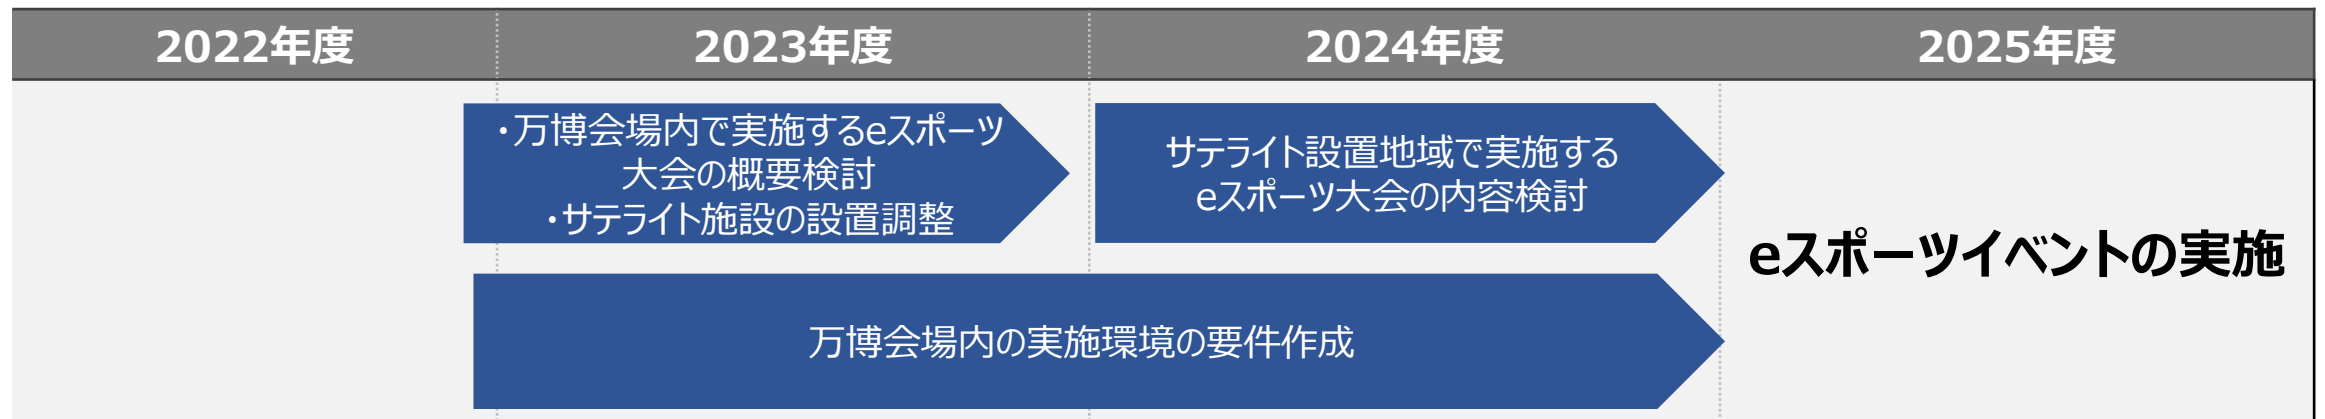 2022年度
2023年度
2024年度
2025年度
・万博会場内で実施するeスポーツ
大会の概要検討
・サテライト施設の設置調整
サテライト設置地域で実施する
eスポーツ大会の内容検討
eスポーツイベントの実施
万博会場内の実施環境の要件作成